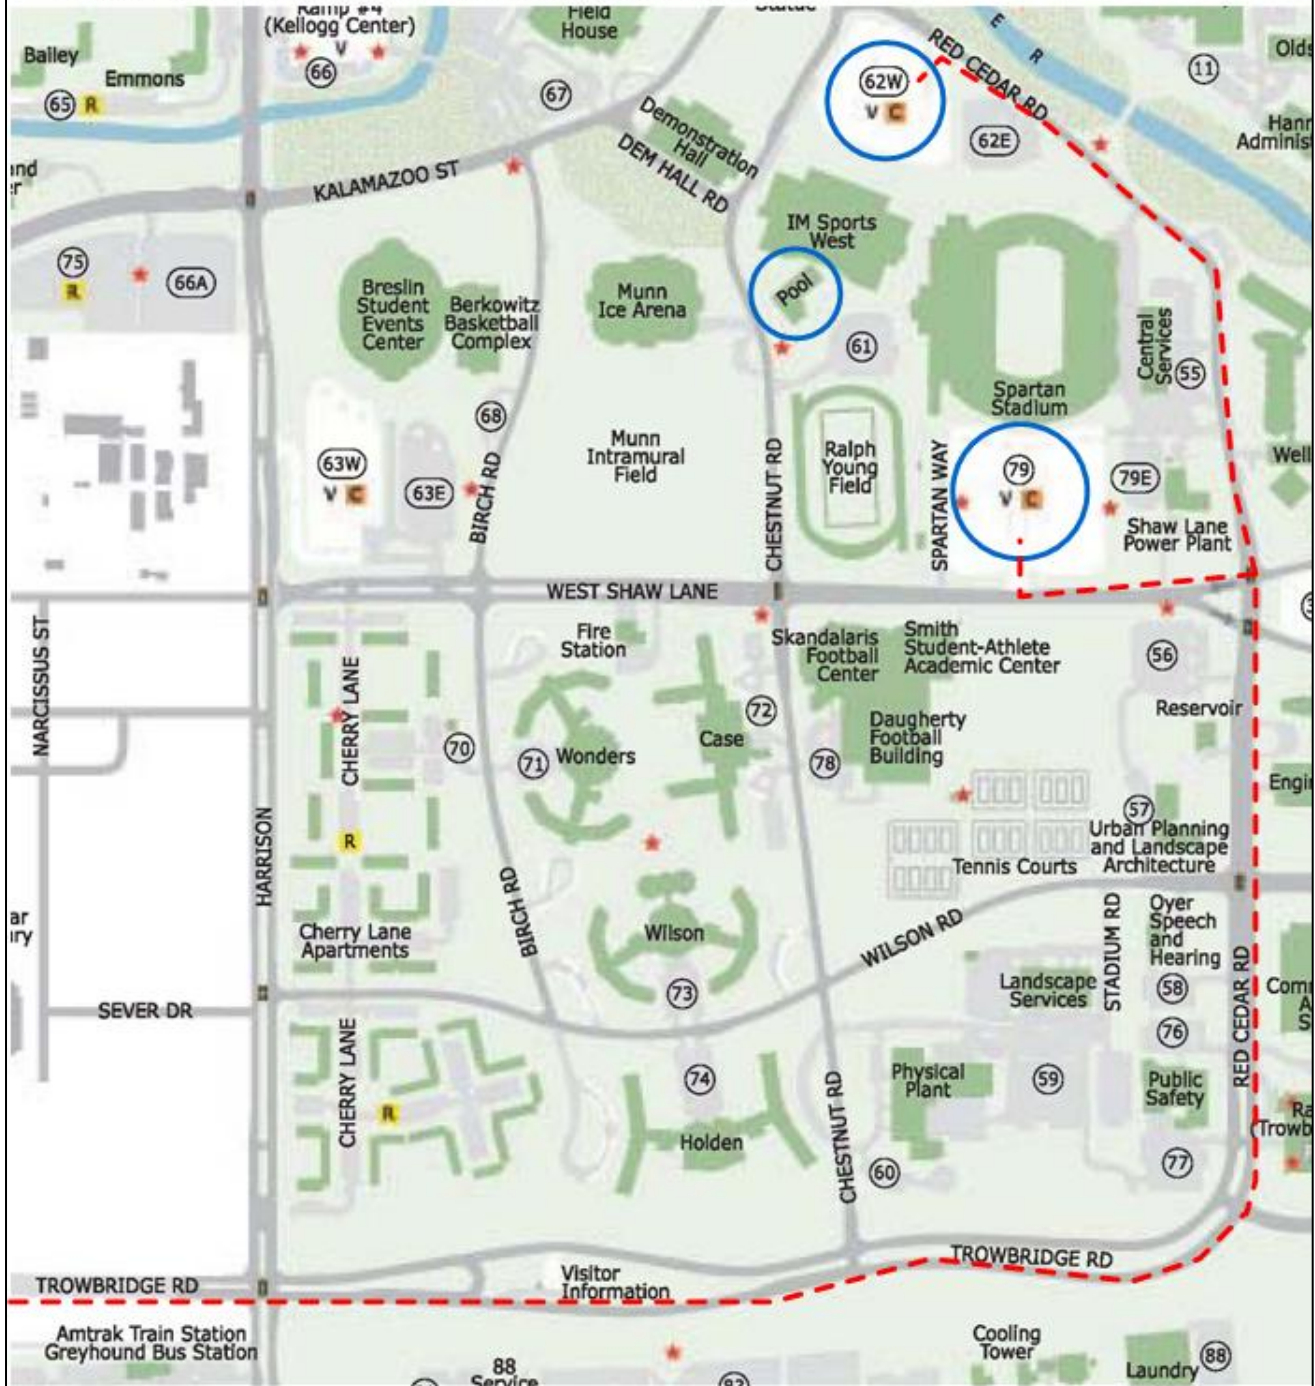 Ramp #4
(Kellogg Center)
V
66
Field
House
Statue
E
R
RED CEDAR RD
11
Bailey
Emmons
65 R
67
62W
V C
62E
Demonstration
Hall
DEM HALL RD
KALAMAZOO ST
75
R
66A
IM Sports
West
Pool
Breslin
Student
Events
Center
Berkowitz
Basketball
Complex
Munn
Ice Arena
61
Central
Services
55
Spartan
Stadium
68
63W
V C
63E
BIRCH RD
Munn
Intramural
Field
CHESTNUT RD
Ralph
Young
Field
SPARTAN WAY
79
V C
79E
Shaw Lane
Power Plant
WEST SHAW LANE
NARCISSUS ST
Fire
Station
Skandalaris
Football
Center
Smith
Student-Athlete
Academic Center
56
CHERRY LANE
70
71
Wonders
Case
72
78
Daugherty
Football
Building
Reservoir
57
HARRISON
R
Urban Planning
and Landscape
Architecture
Tennis Courts
BIRCH RD
Cherry Lane
Apartments
Wilson
73
WILSON RD
STADIUM RD
Oyer
Speech
and
Hearing
Landscape
Services
58
SEVER DR
76
RED CEDAR RD
CHERRY LANE
R
74
Holden
CHESTNUT RD
Physical
Plant
59
Public
Safety
60
77
TROWBRIDGE RD
TROWBRIDGE RD
Visitor
Information
Amtrak Train Station
Greyhound Bus Station
88
Service
83
Cooling
Tower
Laundry
88